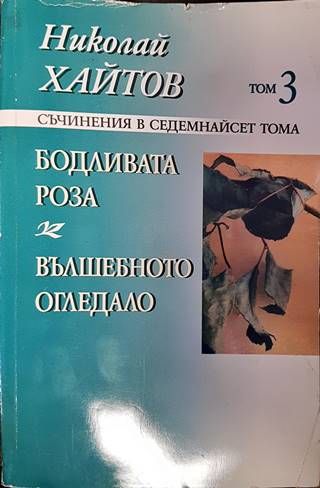 Николай
ХАЙТОВ
ТОМ 3
СЪЧИНЕНИЯ В СЕДЕМНАЙСЕТ ТОМА
БОДЛИВАТА
РОЗА
ВЪЛШЕБНОТО
ОГЛЕДАЛО